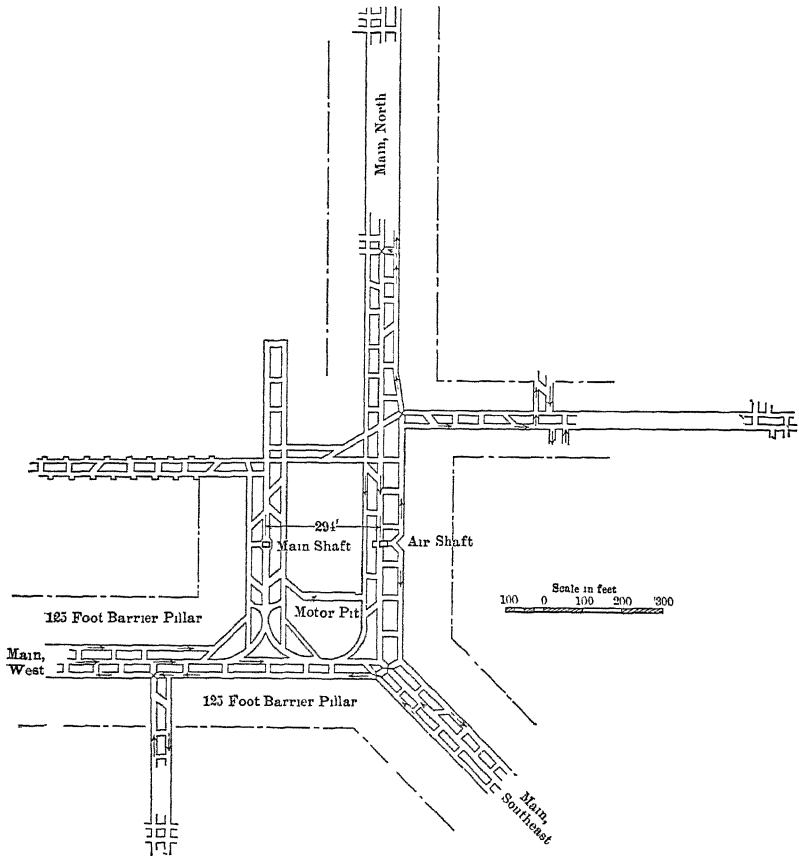 Main, North
294'
Main Shaft
Air Shaft
Scale in feet
100 0 100 200 300
125 Foot Barrier Pillar
Motor Pit
Main,
West
125 Foot Barrier Pillar
Main,
Southeast